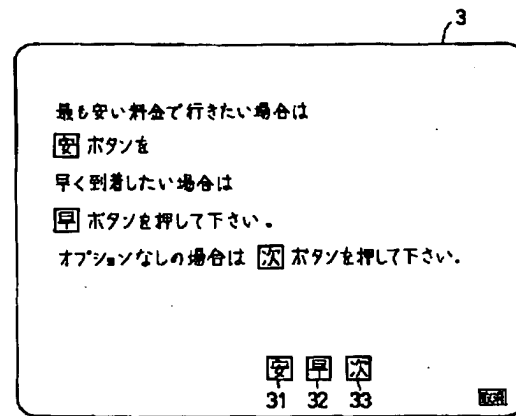 3
最も安い料金で行きたい場合は
安 ボタンを
早く到着したい場合は
早 ボタンを押して下さい。
オプションなしの場合は 次 ボタンを押して下さい.
安 早 次
31 32 33
取消